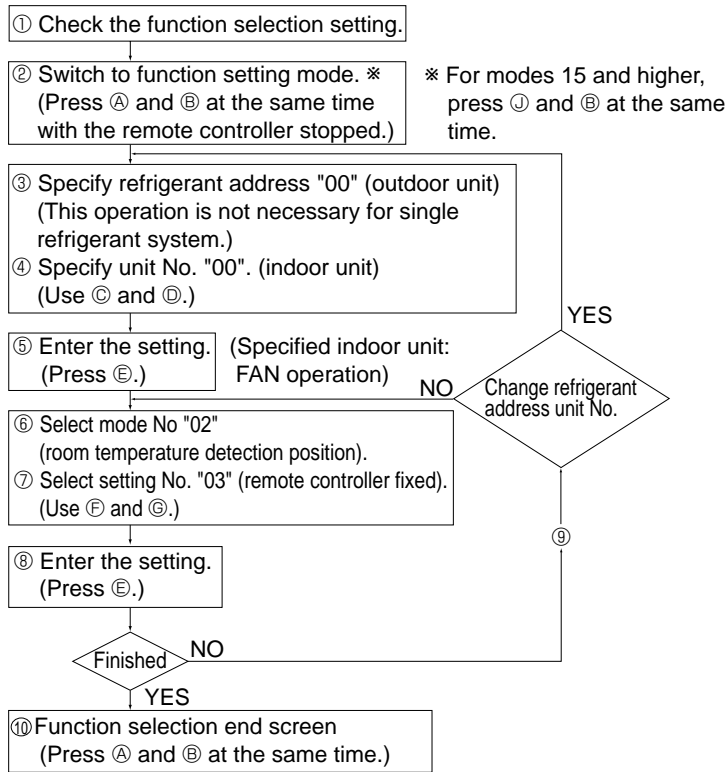 ① Check the function selection setting.
② Switch to function setting mode. ※
(Press Ⓐ and Ⓑ at the same time
with the remote controller stopped.)
※ For modes 15 and higher,
press Ⓙ and Ⓑ at the same
time.
③ Specify refrigerant address "00" (outdoor unit)
(This operation is not necessary for single
refrigerant system.)
④ Specify unit No. "00". (indoor unit)
(Use Ⓒ and Ⓓ.)
YES
⑤ Enter the setting.
(Press Ⓔ.)
(Specified indoor unit:
FAN operation)
NO
Change refrigerant
address unit No.
⑥ Select mode No "02"
(room temperature detection position).
⑦ Select setting No. "03" (remote controller fixed).
(Use Ⓕ and Ⓖ.)
⑨
⑧ Enter the setting.
(Press Ⓔ.)
Finished
NO
YES
⑩ Function selection end screen
(Press Ⓐ and Ⓑ at the same time.)